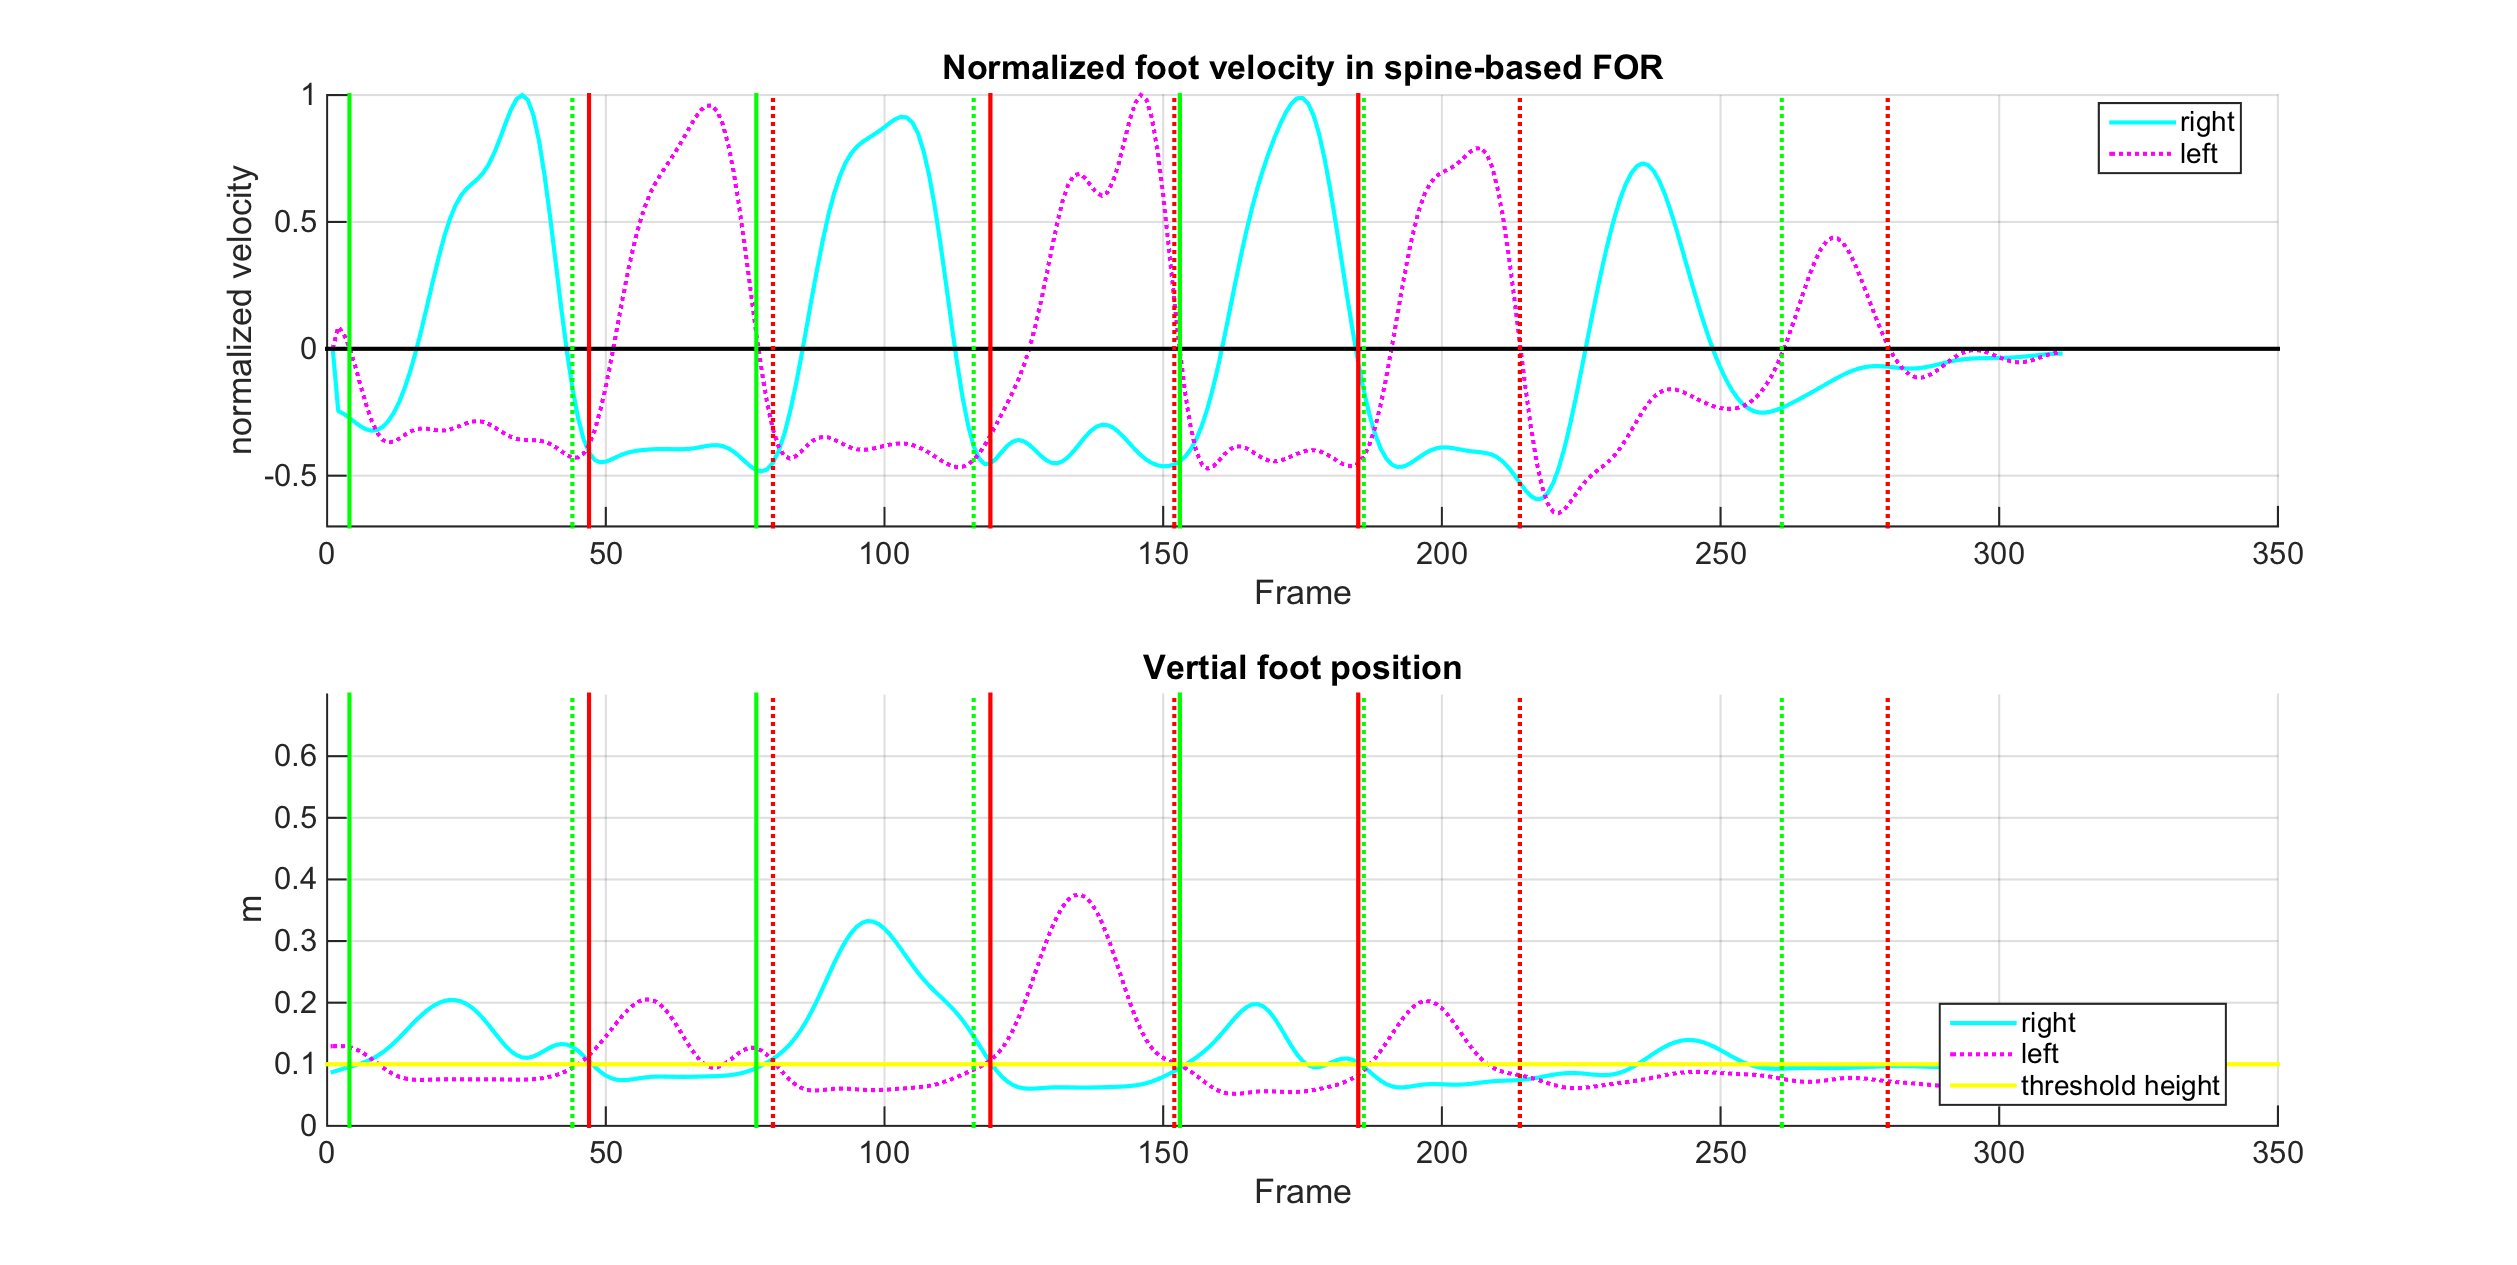 Normalized foot velocity in spine-based FOR
1
0.5
0
-0.5
normalized velocity
right
left
0 50 100 150 200 250 300 350
Frame
Vertial foot position
0.6
0.5
0.4
0.3
0.2
0.1
0
m
right
left
threshold height
0 50 100 150 200 250 300 350
Frame